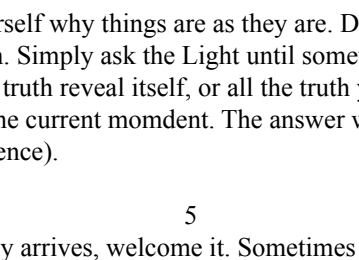 rself why things are as they are. D
. Simply ask the Light until some
truth reveal itself, or all the truth
he current momdent. The answer
ence).
5
y arrives, welcome it. Sometimes